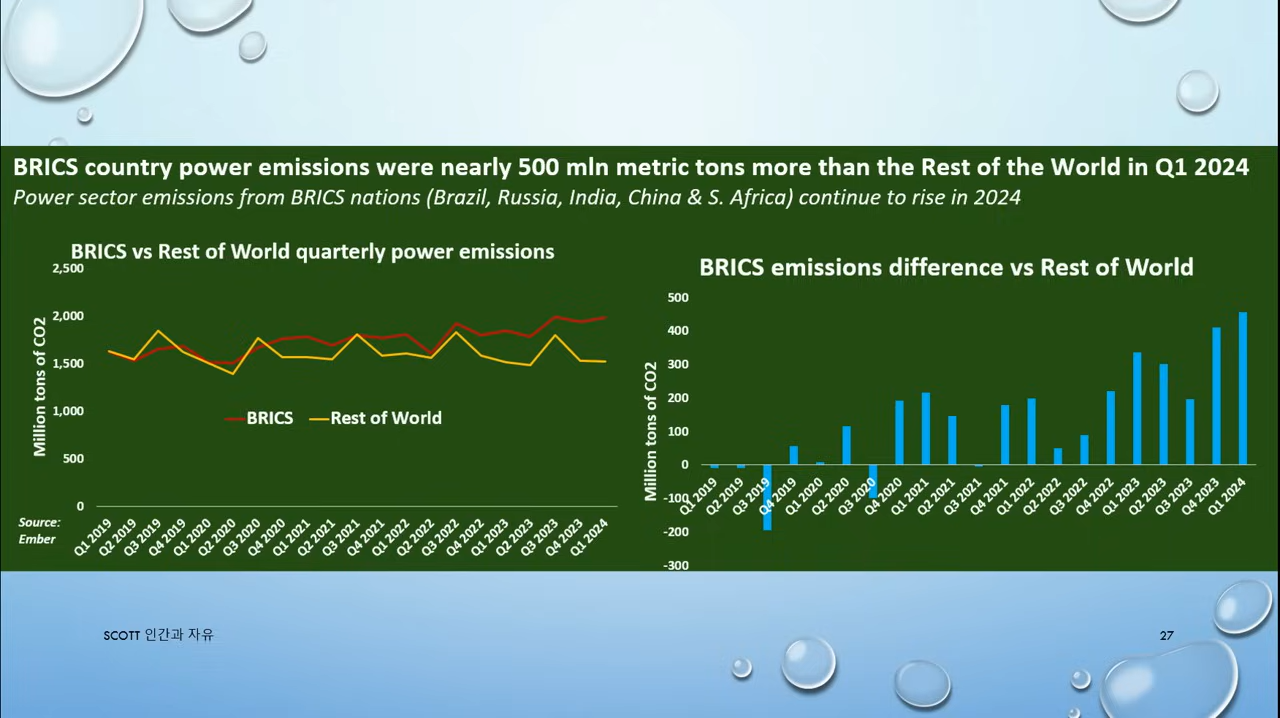 BRICS country power emissions were nearly 500 mln metric tons more than the Rest of the World in Q1 2024
Power sector emissions from BRICS nations (Brazil, Russia, India, China & S. Africa) continue to rise in 2024
BRICS vs Rest of World quarterly power emissions
2,500
2,000
1,500
1,000
500
0
Million tons of CO2
BRICS
Rest of World
Q1 2019
Q2 2019
Q3 2019
Q4 2019
Q1 2020
Q2 2020
Q3 2020
Q4 2020
Q1 2021
Q2 2021
Q3 2021
Q4 2021
Q1 2022
Q2 2022
Q3 2022
Q4 2022
Q1 2023
Q2 2023
Q3 2023
Q4 2023
Q1 2024
Source:
Ember
BRICS emissions difference vs Rest of World
500
400
300
200
100
0
-100
-200
-300
Million tons of CO2
Q1 2019
Q2 2019
Q3 2019
Q4 2019
Q1 2020
Q2 2020
Q3 2020
Q4 2020
Q1 2021
Q2 2021
Q3 2021
Q4 2021
Q1 2022
Q2 2022
Q3 2022
Q4 2022
Q1 2023
Q2 2023
Q3 2023
Q4 2023
Q1 2024
SCOTT 인간과 자유
27